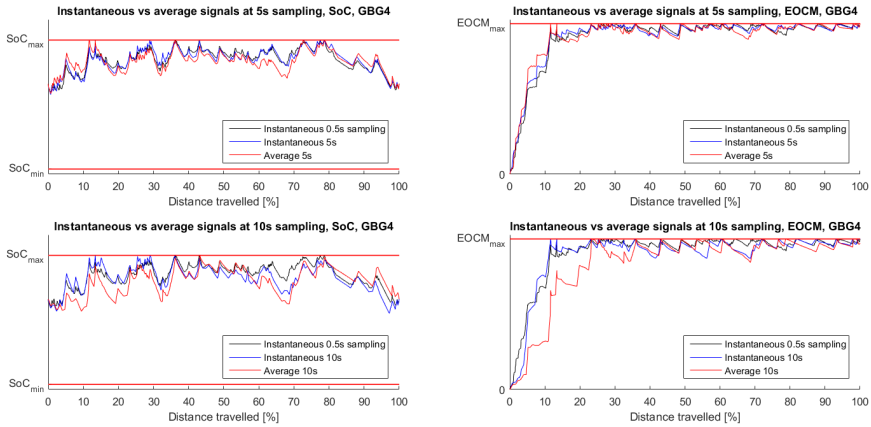 Instantaneous vs average signals at 5s sampling, SoC, GBG4
SoCmax
SoCmin
Instantaneous 0.5s sampling
Instantaneous 5s
Average 5s
0 10 20 30 40 50 60 70 80 90 100
Distance travelled [%]
Instantaneous vs average signals at 5s sampling, EOCM, GBG4
EOCMmax
0
Instantaneous 0.5s sampling
Instantaneous 5s
Average 5s
0 10 20 30 40 50 60 70 80 90 100
Distance travelled [%]
Instantaneous vs average signals at 10s sampling, SoC, GBG4
SoCmax
SoCmin
Instantaneous 0.5s sampling
Instantaneous 10s
Average 10s
0 10 20 30 40 50 60 70 80 90 100
Distance travelled [%]
Instantaneous vs average signals at 10s sampling, EOCM, GBG4
EOCMmax
0
Instantaneous 0.5s sampling
Instantaneous 10s
Average 10s
0 10 20 30 40 50 60 70 80 90 100
Distance travelled [%]